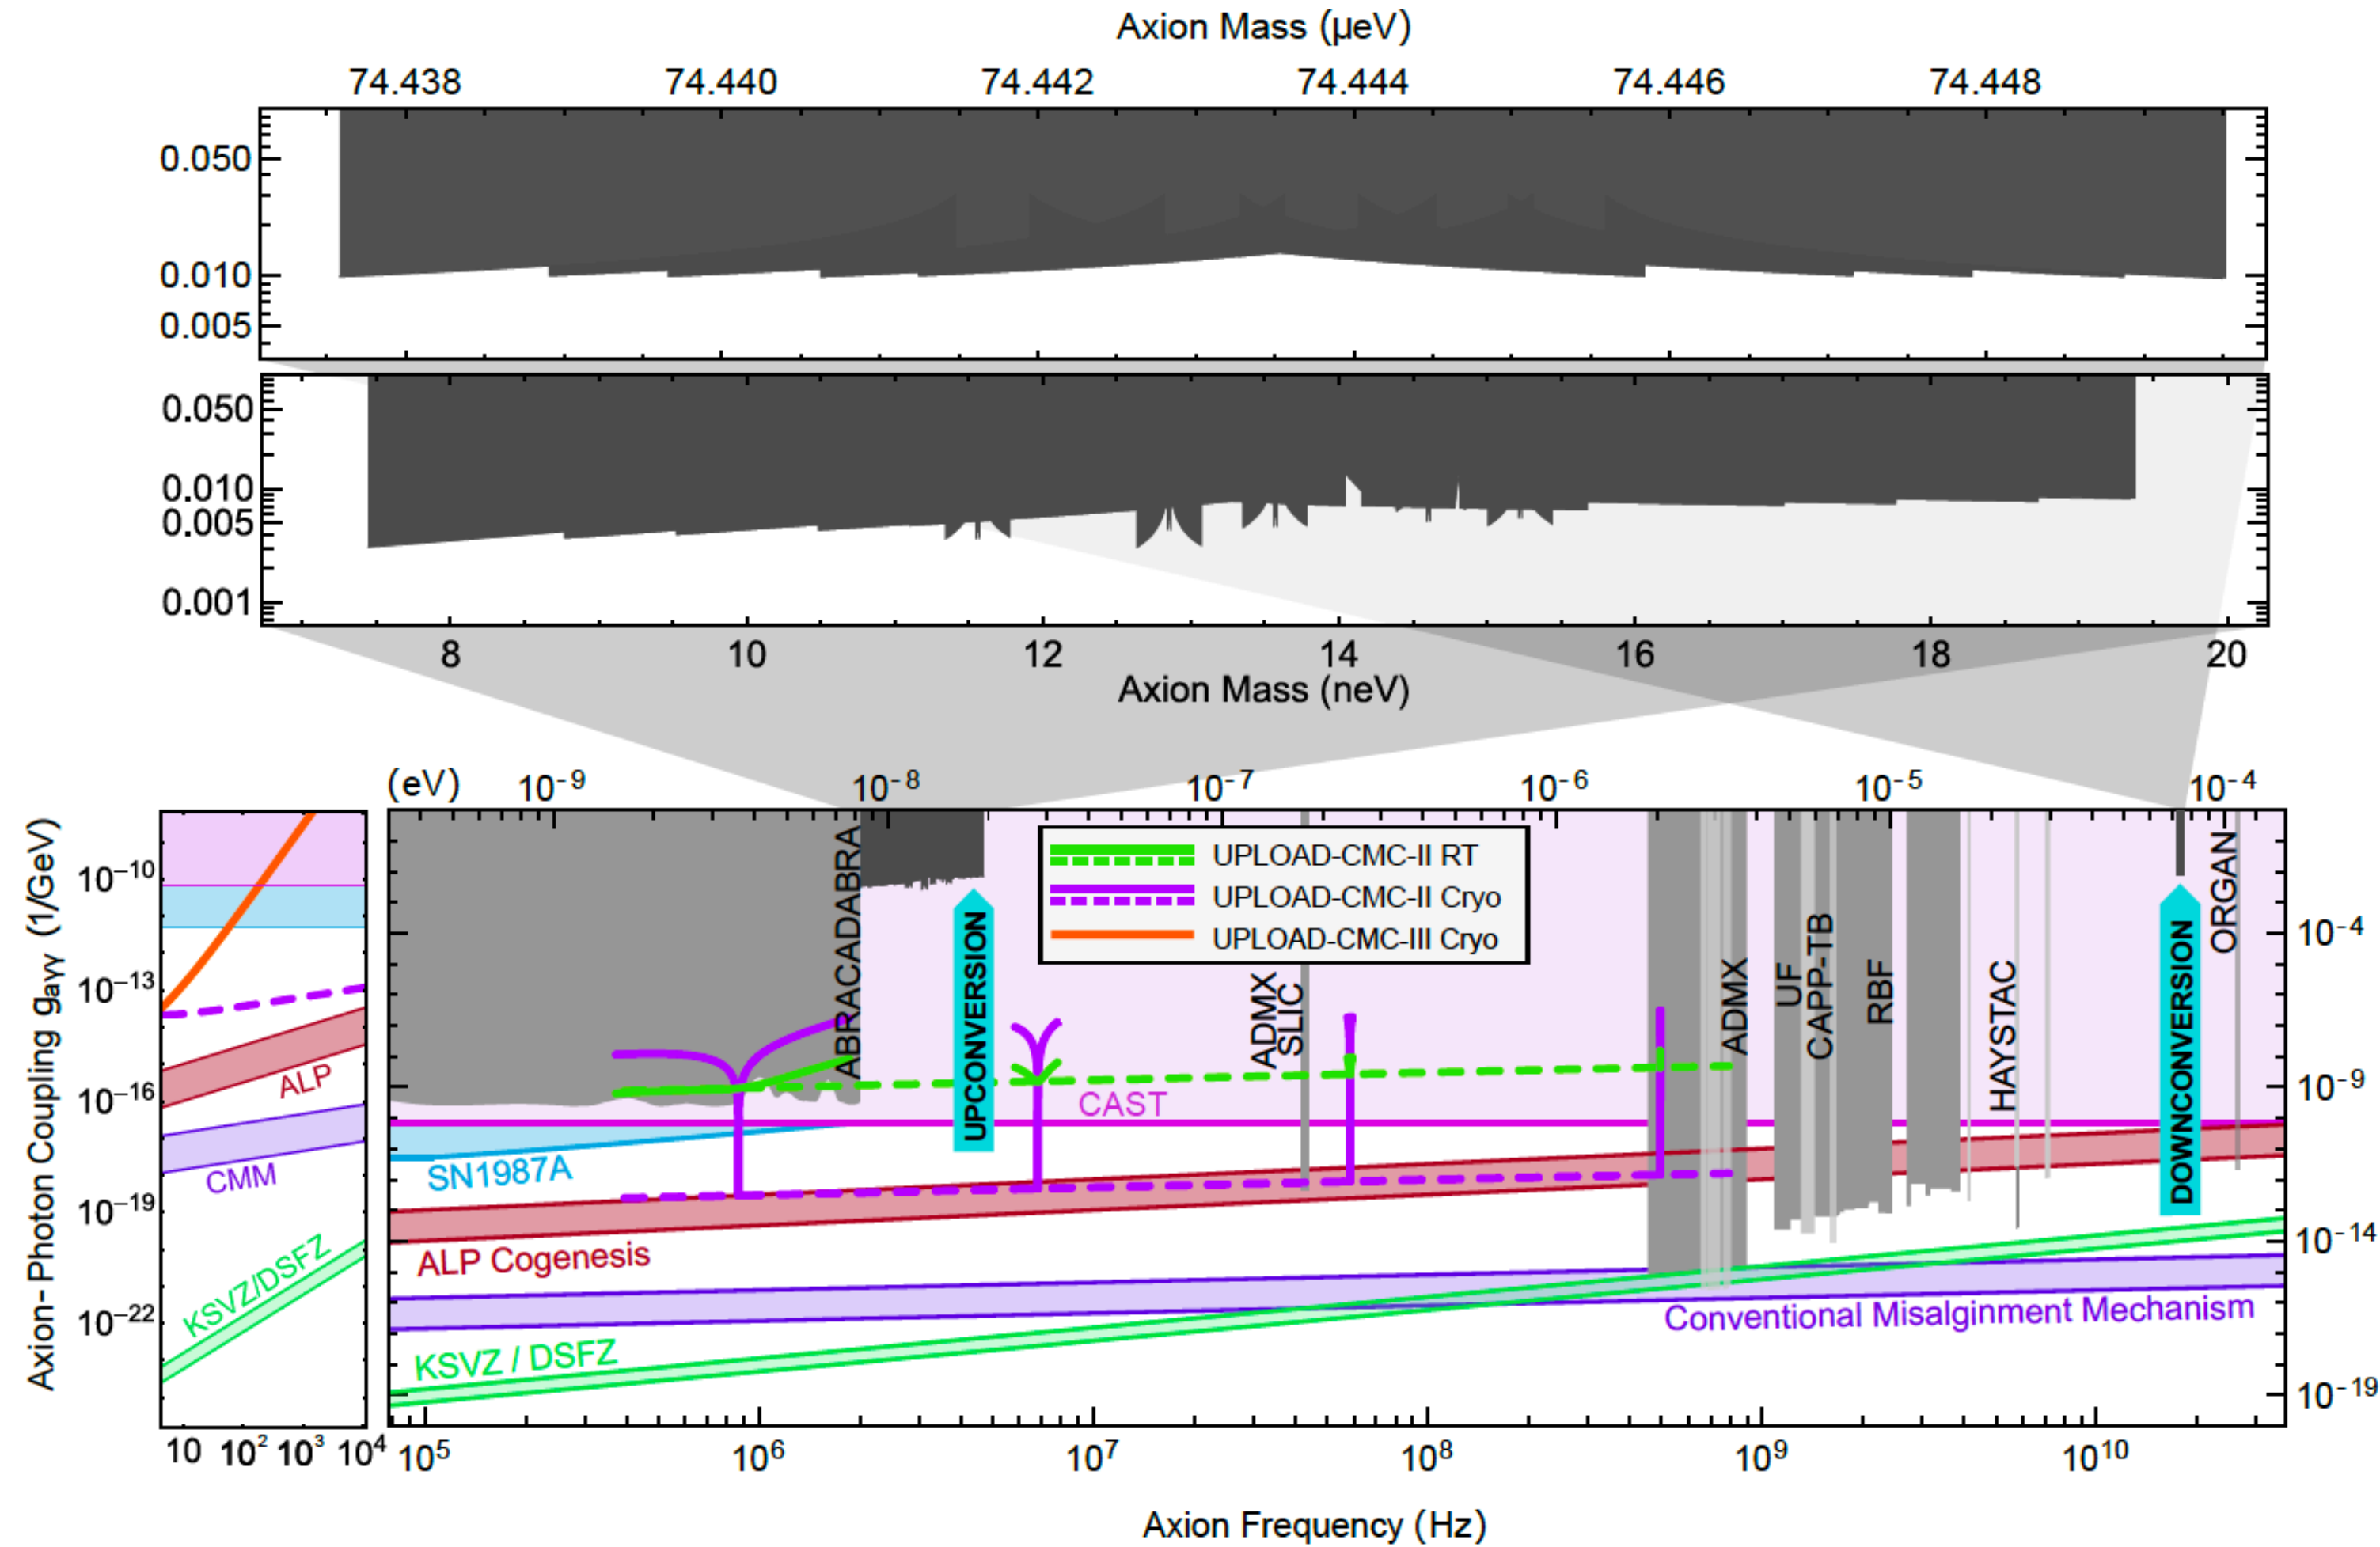 Axion Mass (μeV)
74.438 74.440 74.442 74.444 74.446 74.448
0.050
0.010
0.005
0.050
0.010
0.005
0.001
8 10 12 14 16 18 20
Axion Mass (neV)
(eV) 10⁻⁹ 10⁻⁸ 10⁻⁷ 10⁻⁶ 10⁻⁵ 10⁻⁴
Axion-Photon Coupling gaγγ (1/GeV)
10⁻¹⁰
10⁻¹³
10⁻¹⁶
10⁻¹⁹
10⁻²²
ALP
CMM
KSVZ/DSFZ
10 10² 10³ 10⁴
UPLOAD-CMC-II RT
UPLOAD-CMC-II Cryo
UPLOAD-CMC-III Cryo
ABRACADABRA
UPCONVERSION
ADMX
SLIC
ADMX
UF
CAPP-TB
RBF
HAYSTAC
DOWNCONVERSION
ORGAN
CAST
SN1987A
ALP Cogenesis
Conventional Misalginment Mechanism
KSVZ / DSFZ
10⁻⁴
10⁻⁹
10⁻¹⁴
10⁻¹⁹
10⁵ 10⁶ 10⁷ 10⁸ 10⁹ 10¹⁰
Axion Frequency (Hz)